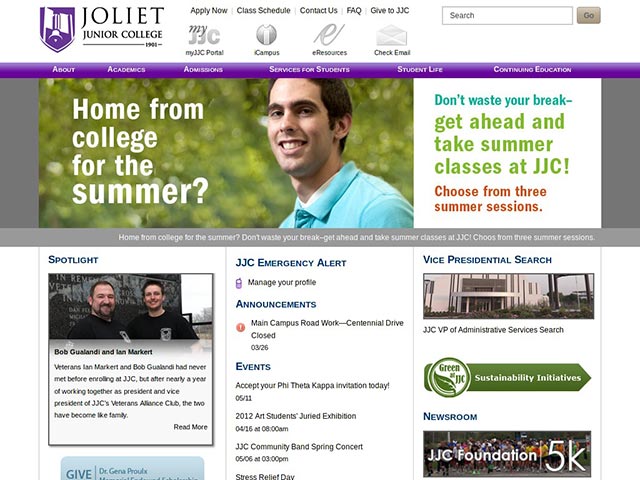 JOLIET
JUNIOR COLLEGE
1901
Apply Now | Class Schedule | Contact Us | FAQ | Give to JJC
Search
Go
my
JJC
myJJC Portal
iCampus
eResources
Check Email
About
Academics
Admissions
Services for Students
Student Life
Continuing Education
Home from
college
for the
summer?
Don't waste your break–
get ahead and
take summer
classes at JJC!
Choose from three
summer sessions.
Home from college for the summer? Don't waste your break–get ahead and take summer classes at JJC! Choos from three summer sessions.
Spotlight
Bob Gualandi and Ian Markert
Veterans Ian Markert and Bob Gualandi had never
met before enrolling at JJC, but after nearly a year
of working together as president and vice
president of JJC's Veterans Alliance Club, the two
have become like family.
Read More
GIVE
Dr. Gena Proulx
JJC Emergency Alert
Manage your profile
Announcements
Main Campus Road Work—Centennial Drive
Closed
03/26
Events
Accept your Phi Theta Kappa invitation today!
05/11
2012 Art Students' Juried Exhibition
04/16 at 08:00am
JJC Community Band Spring Concert
05/06 at 03:00pm
Stress Relief Day
Vice Presidential Search
JJC VP of Administrative Services Search
Green at JJC
Sustainability Initiatives
Newsroom
JJC Foundation 5k